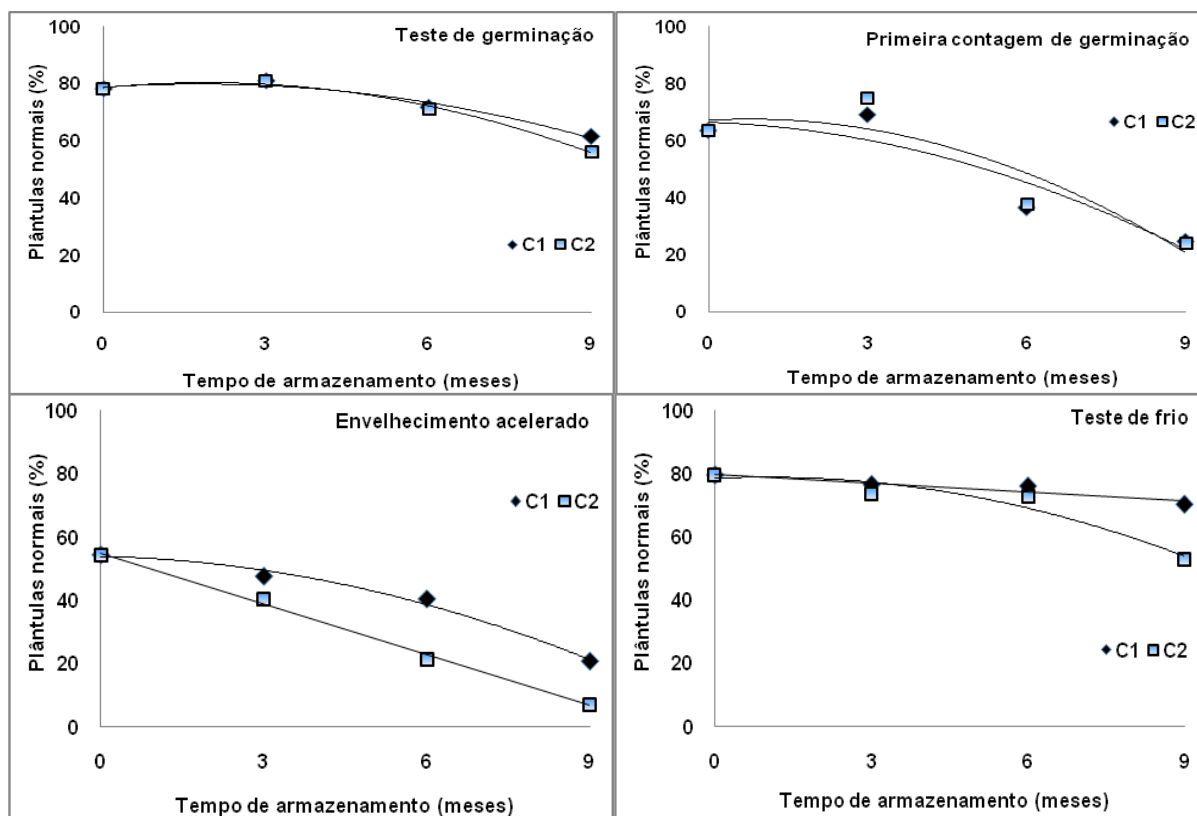 Teste de germinação
Plântulas normais (%)
100
80
60
40
20
0
C1 C2
0 3 6 9
Tempo de armazenamento (meses)
Primeira contagem de germinação
Plântulas normais (%)
100
80
60
40
20
0
C1 C2
0 3 6 9
Tempo de armazenamento (meses)
Envelhecimento acelerado
Plântulas normais (%)
100
80
60
40
20
0
C1 C2
0 3 6 9
Tempo de armazenamento (meses)
Teste de frio
Plântulas normais (%)
100
80
60
40
20
0
C1 C2
0 3 6 9
Tempo de armazenamento (meses)